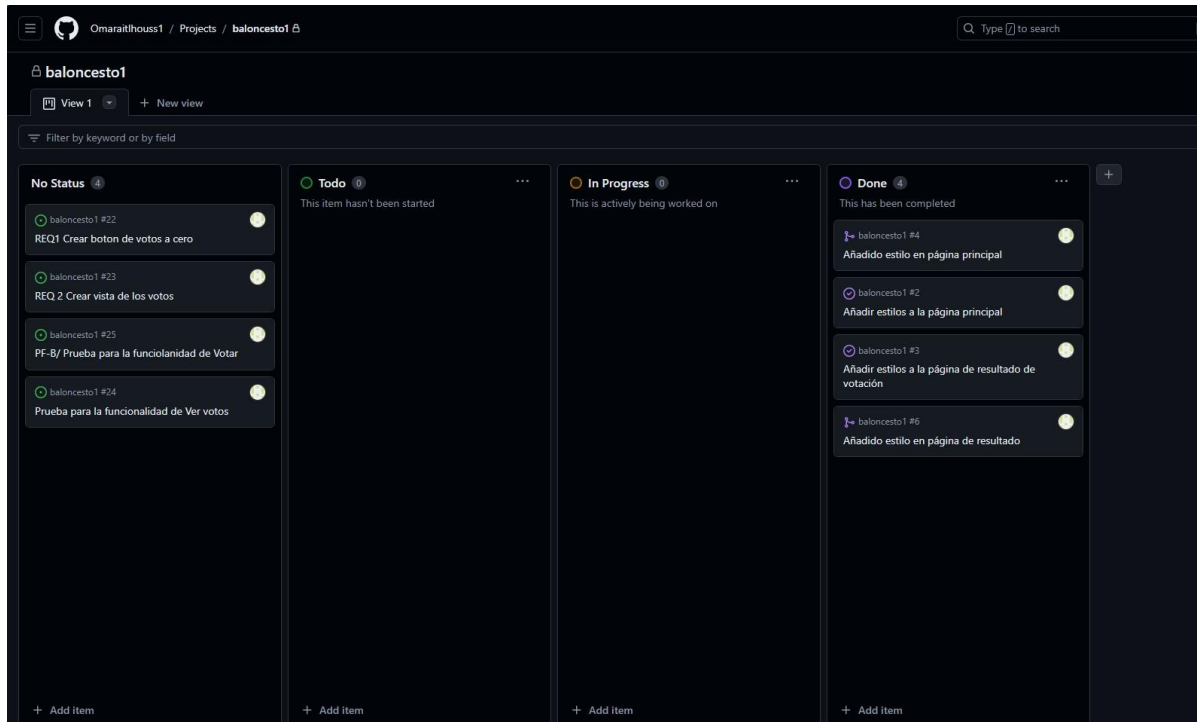 Omaraitlhouss1 / Projects / baloncesto1
Type / to search
baloncesto1
View 1
+ New view
Filter by keyword or by field
No Status 4
baloncesto1 #22
REQ1 Crear boton de votos a cero
baloncesto1 #23
REQ 2 Crear vista de los votos
baloncesto1 #25
PF-B/ Prueba para la funciolanidad de Votar
baloncesto1 #24
Prueba para la funcionalidad de Ver votos
+ Add item
Todo 0
This item hasn't been started
+ Add item
In Progress 0
This is actively being worked on
+ Add item
Done 4
This has been completed
baloncesto1 #4
Añadido estilo en página principal
baloncesto1 #2
Añadir estilos a la página principal
baloncesto1 #3
Añadir estilos a la página de resultado de
votación
baloncesto1 #6
Añadido estilo en página de resultado
+ Add item